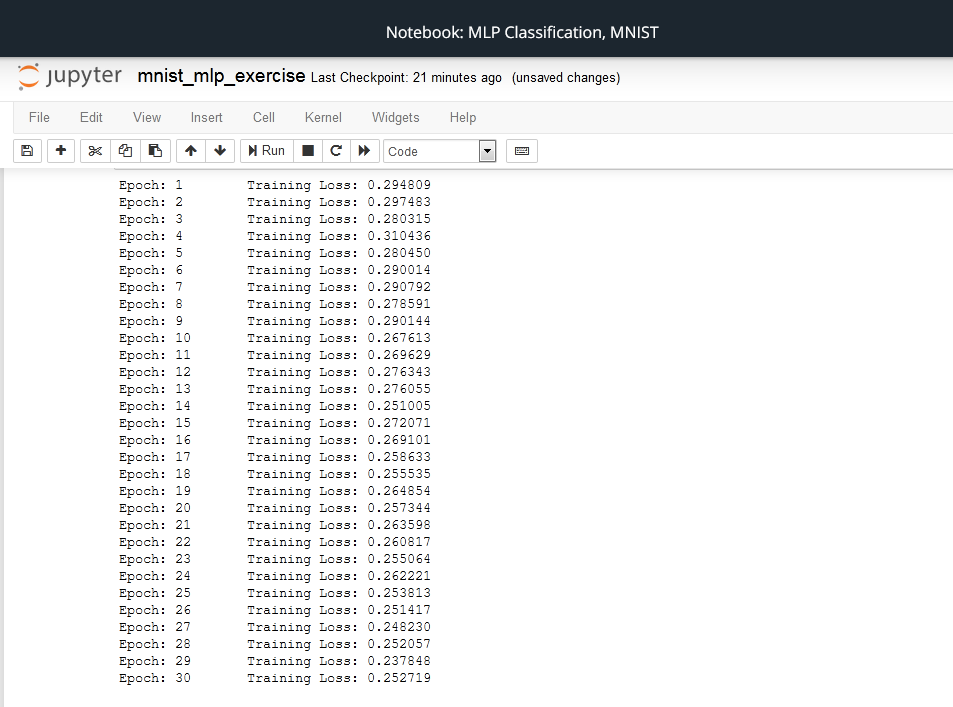 Notebook: MLP Classification, MNIST
jupyter mnist_mlp_exercise Last Checkpoint: 21 minutes ago (unsaved changes)
File Edit View Insert Cell Kernel Widgets Help
Run Code
Epoch: 1 Training Loss: 0.294809
Epoch: 2 Training Loss: 0.297483
Epoch: 3 Training Loss: 0.280315
Epoch: 4 Training Loss: 0.310436
Epoch: 5 Training Loss: 0.280450
Epoch: 6 Training Loss: 0.290014
Epoch: 7 Training Loss: 0.290792
Epoch: 8 Training Loss: 0.278591
Epoch: 9 Training Loss: 0.290144
Epoch: 10 Training Loss: 0.267613
Epoch: 11 Training Loss: 0.269629
Epoch: 12 Training Loss: 0.276343
Epoch: 13 Training Loss: 0.276055
Epoch: 14 Training Loss: 0.251005
Epoch: 15 Training Loss: 0.272071
Epoch: 16 Training Loss: 0.269101
Epoch: 17 Training Loss: 0.258633
Epoch: 18 Training Loss: 0.255535
Epoch: 19 Training Loss: 0.264854
Epoch: 20 Training Loss: 0.257344
Epoch: 21 Training Loss: 0.263598
Epoch: 22 Training Loss: 0.260817
Epoch: 23 Training Loss: 0.255064
Epoch: 24 Training Loss: 0.262221
Epoch: 25 Training Loss: 0.253813
Epoch: 26 Training Loss: 0.251417
Epoch: 27 Training Loss: 0.248230
Epoch: 28 Training Loss: 0.252057
Epoch: 29 Training Loss: 0.237848
Epoch: 30 Training Loss: 0.252719